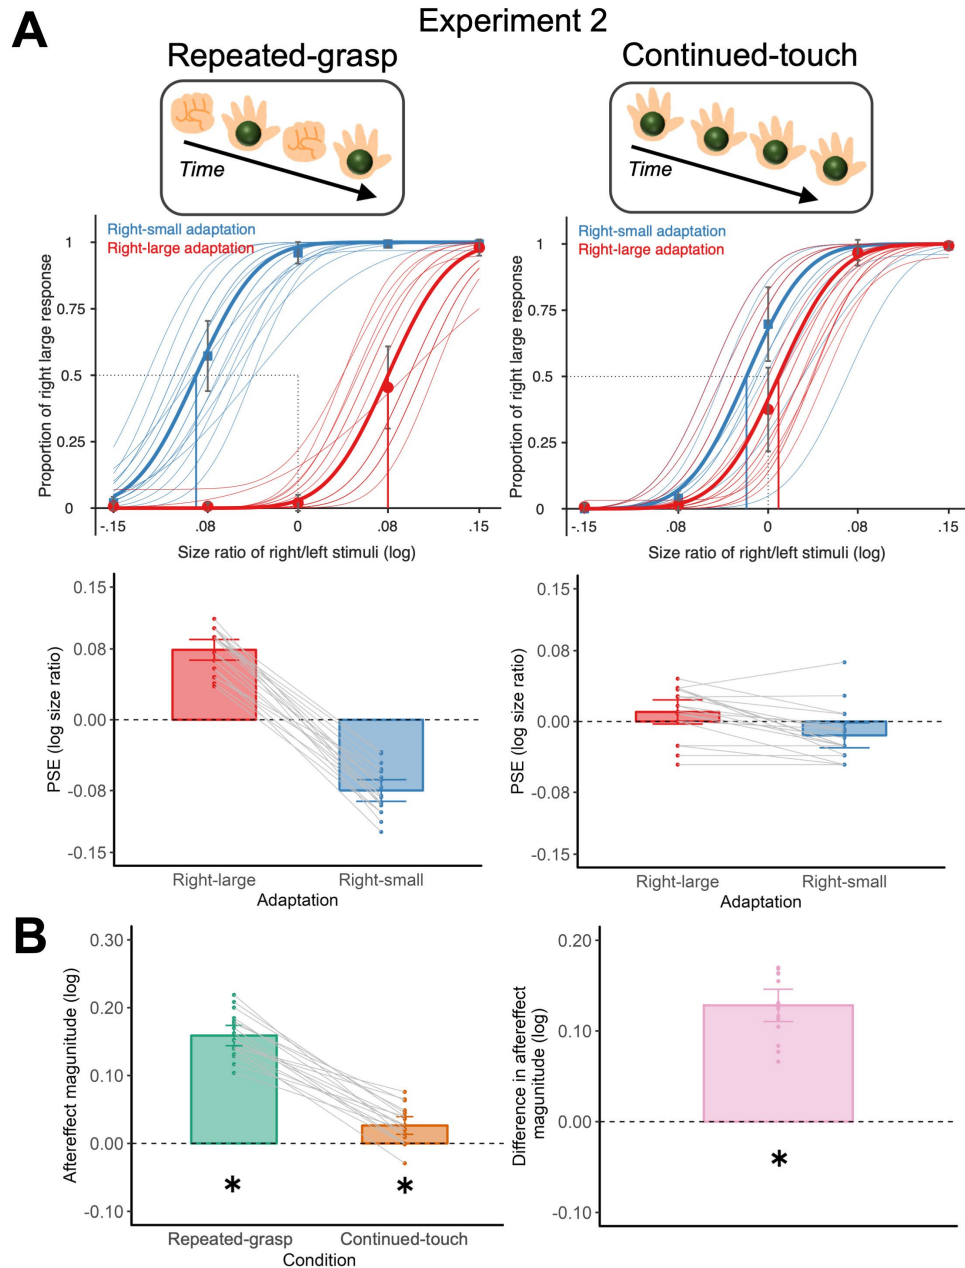 Experiment 2
A
Repeated-grasp
Continued-touch
Time
Time
Right-small adaptation
Right-large adaptation
Proportion of right large response
1
0.75
0.5
0.25
0
-.15
.08
0
.08
.15
Size ratio of right/left stimuli (log)
Right-small adaptation
Right-large adaptation
Proportion of right large response
1
0.75
0.5
0.25
0
-.15
.08
0
.08
.15
Size ratio of right/left stimuli (log)
PSE (log size ratio)
0.15
0.08
0.00
-0.08
-0.15
Right-large
Right-small
Adaptation
PSE (log size ratio)
0.15
0.08
0.00
-0.08
-0.15
Right-large
Right-small
Adaptation
B
Aftereffect magunitude (log)
0.30
0.20
0.10
0.00
-0.10
*
*
Repeated-grasp
Continued-touch
Condition
Difference in aftereffect
magunitude (log)
0.20
0.10
0.00
-0.10
*